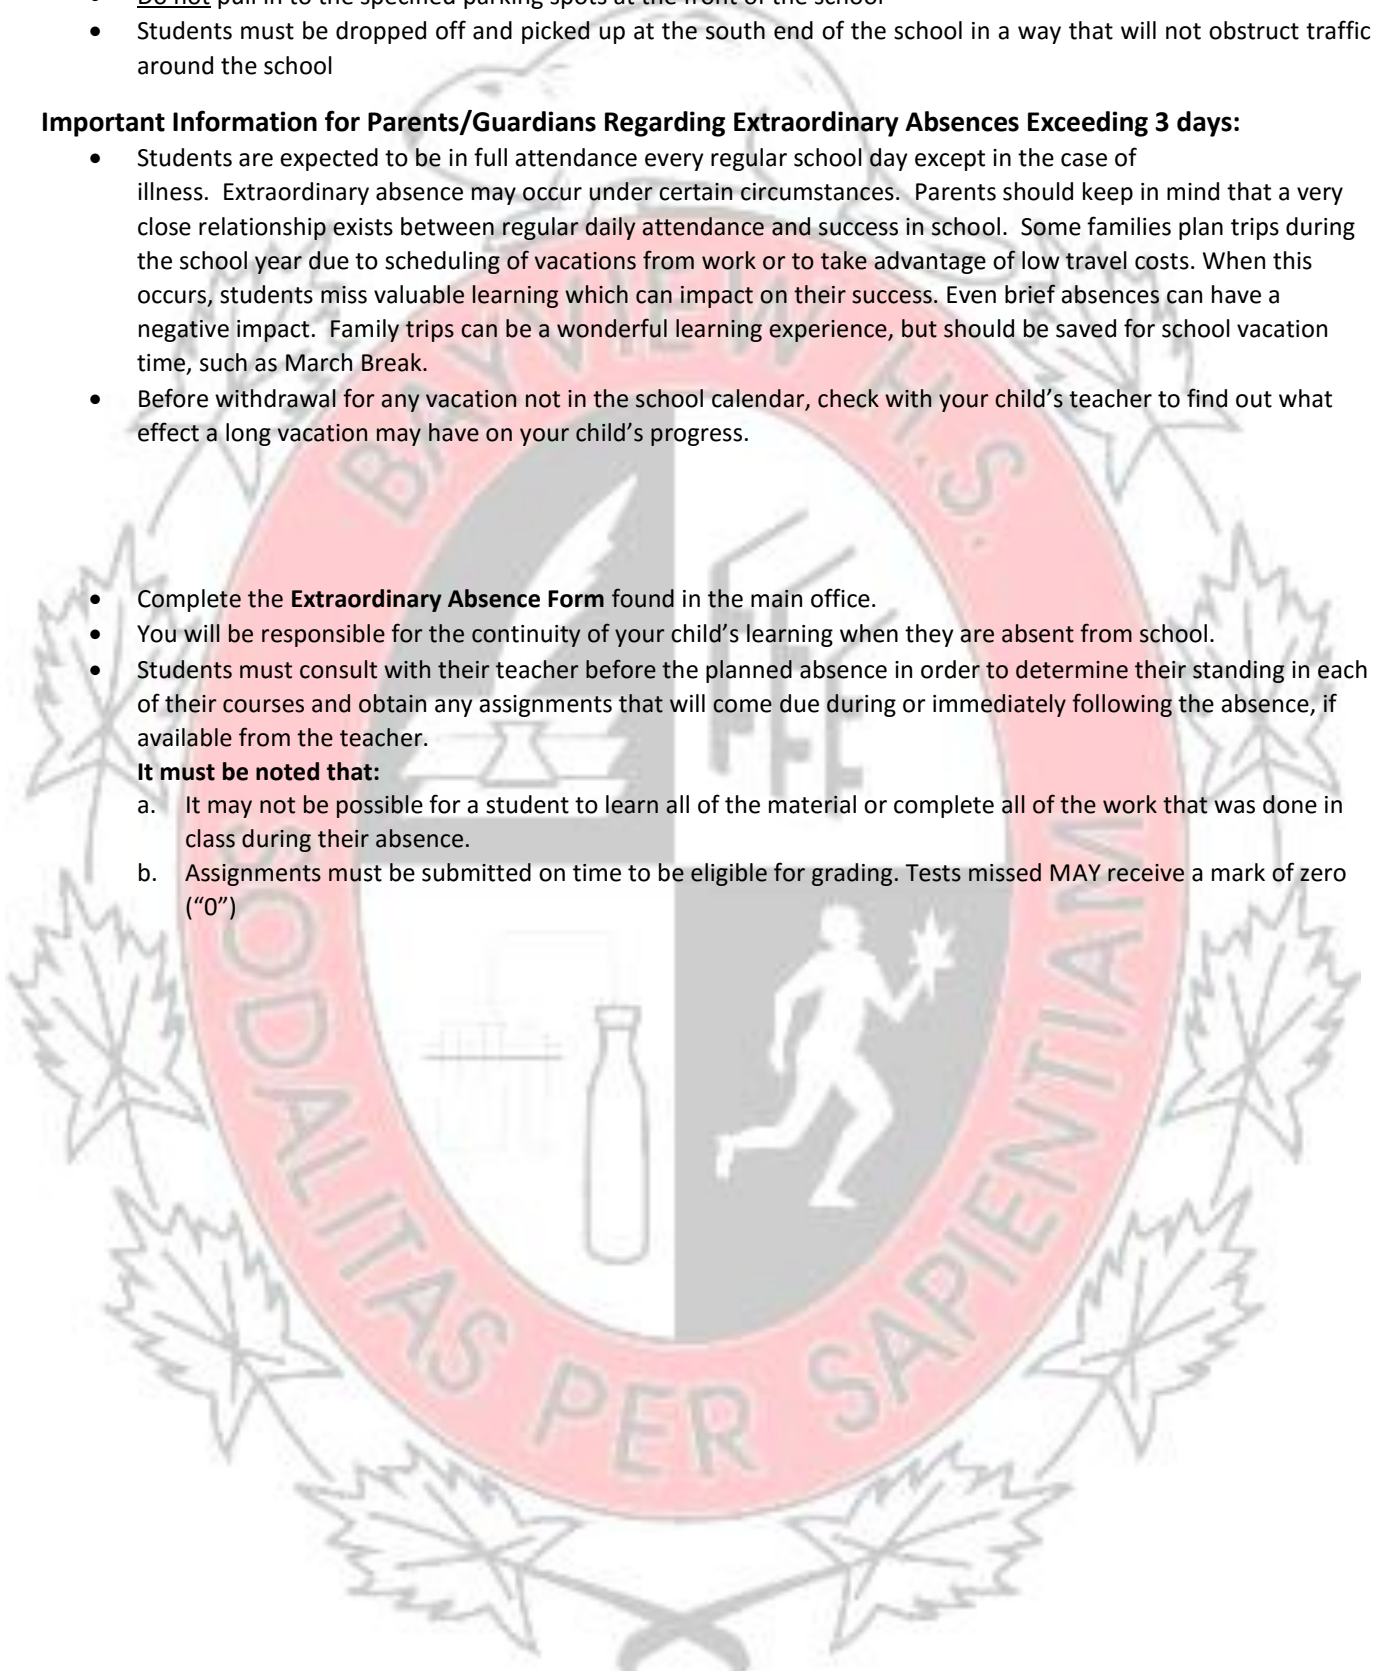 Do not pull in to the specified parking spots at the front of the school
• Students must be dropped off and picked up at the south end of the school in a way that will not obstruct traffic
around the school
Important Information for Parents/Guardians Regarding Extraordinary Absences Exceeding 3 days:
• Students are expected to be in full attendance every regular school day except in the case of
illness.  Extraordinary absence may occur under certain circumstances.  Parents should keep in mind that a very
close relationship exists between regular daily attendance and success in school.  Some families plan trips during
the school year due to scheduling of vacations from work or to take advantage of low travel costs. When this
occurs, students miss valuable learning which can impact on their success. Even brief absences can have a
negative impact.  Family trips can be a wonderful learning experience, but should be saved for school vacation
time, such as March Break.
• Before withdrawal for any vacation not in the school calendar, check with your child’s teacher to find out what
effect a long vacation may have on your child’s progress.
BAYVIEW H.S.
• Complete the Extraordinary Absence Form found in the main office.
• You will be responsible for the continuity of your child’s learning when they are absent from school.
• Students must consult with their teacher before the planned absence in order to determine their standing in each
of their courses and obtain any assignments that will come due during or immediately following the absence, if
available from the teacher.
It must be noted that:
a. It may not be possible for a student to learn all of the material or complete all of the work that was done in
class during their absence.
b. Assignments must be submitted on time to be eligible for grading. Tests missed MAY receive a mark of zero
(“0”)
SODALITAS PER SAPIENTIAM